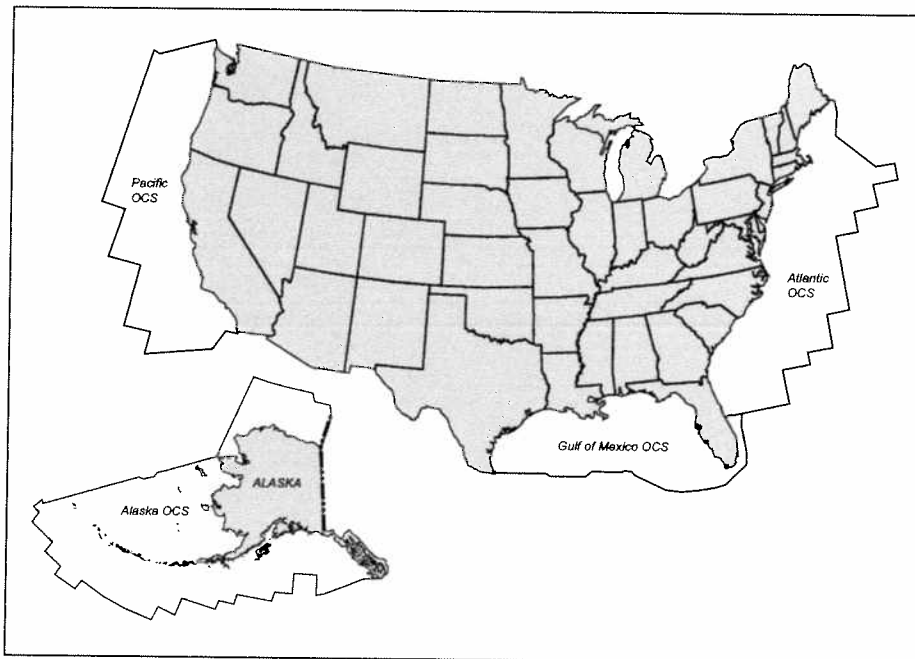 Pacific
OCS
Atlantic
OCS
Gulf of Mexico OCS
ALASKA
Alaska OCS